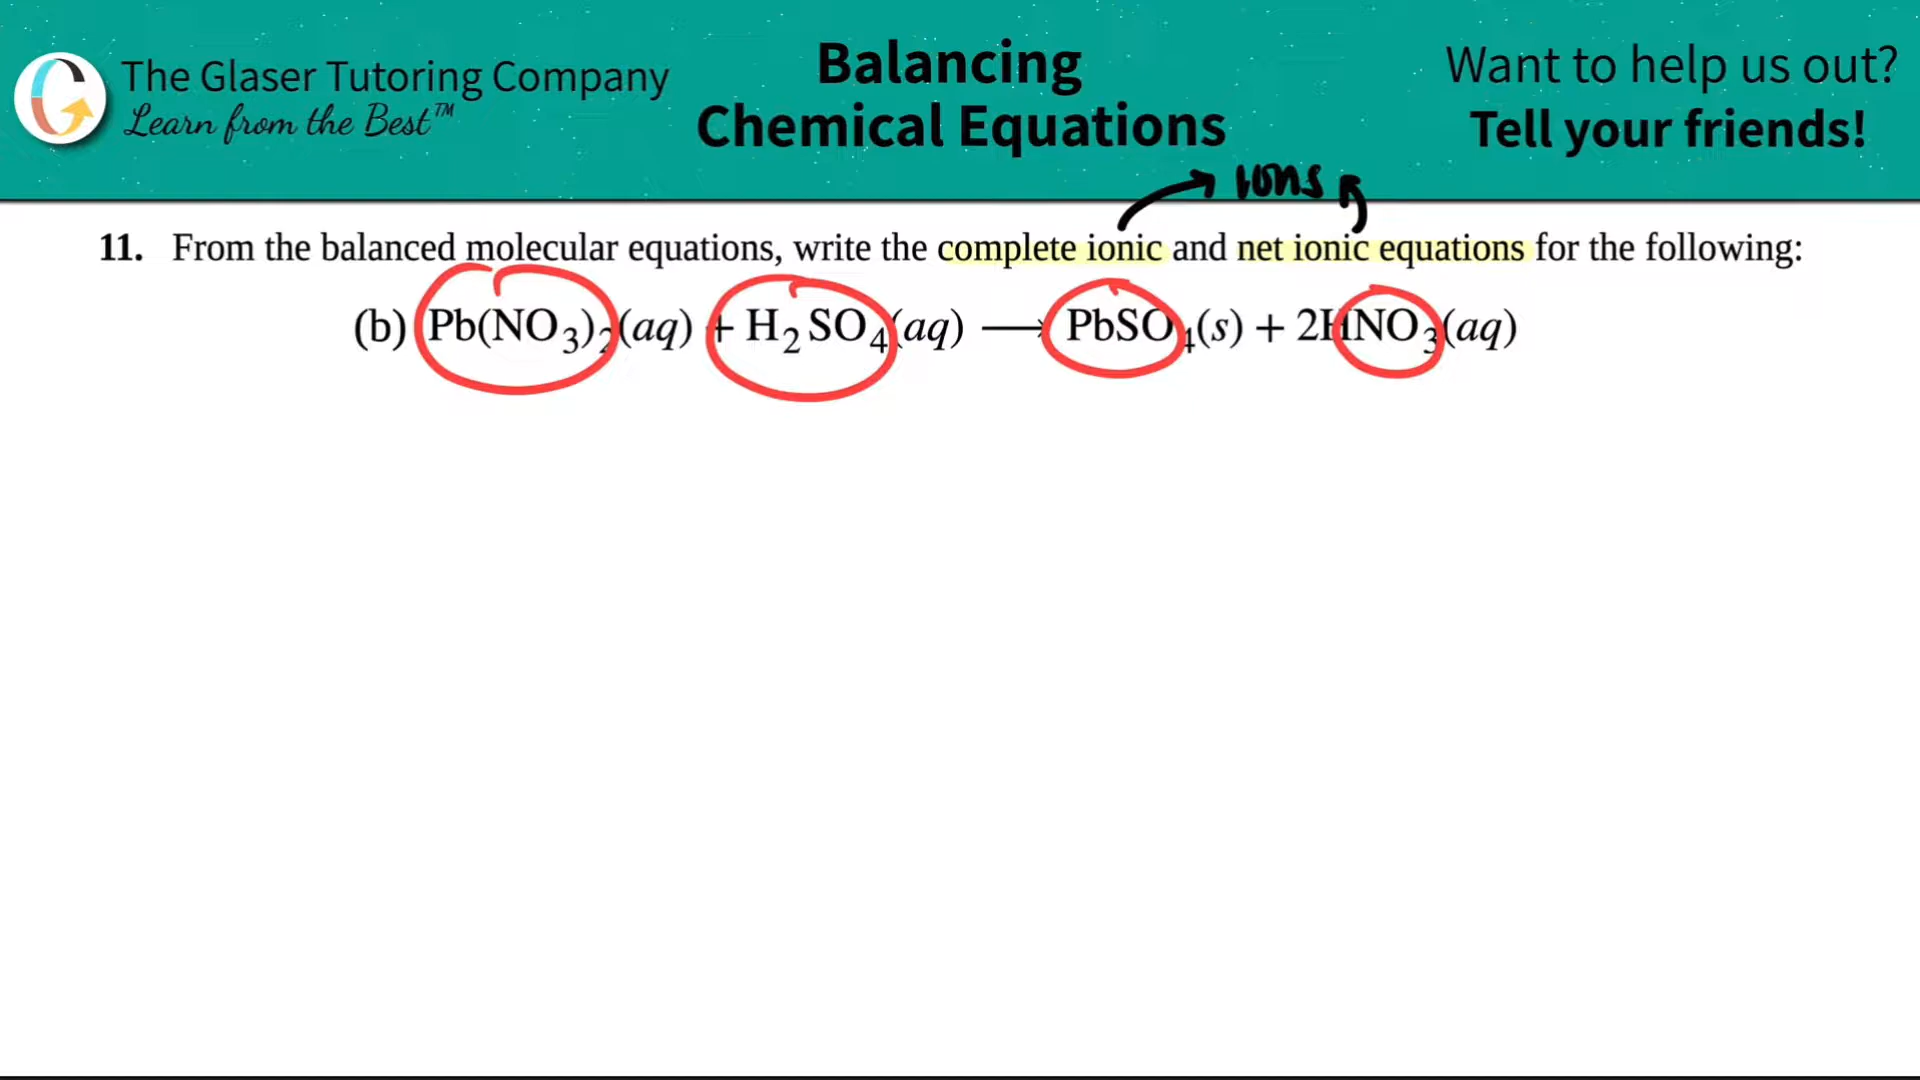 The Glaser Tutoring Company
Learn from the Best™
Balancing
Chemical Equations
Want to help us out?
Tell your friends!
ions
11. From the balanced molecular equations, write the complete ionic and net ionic equations for the following:
(b) Pb(NO₃)₂(aq) + H₂SO₄(aq) ⟶ PbSO₄(s) + 2HNO₃(aq)